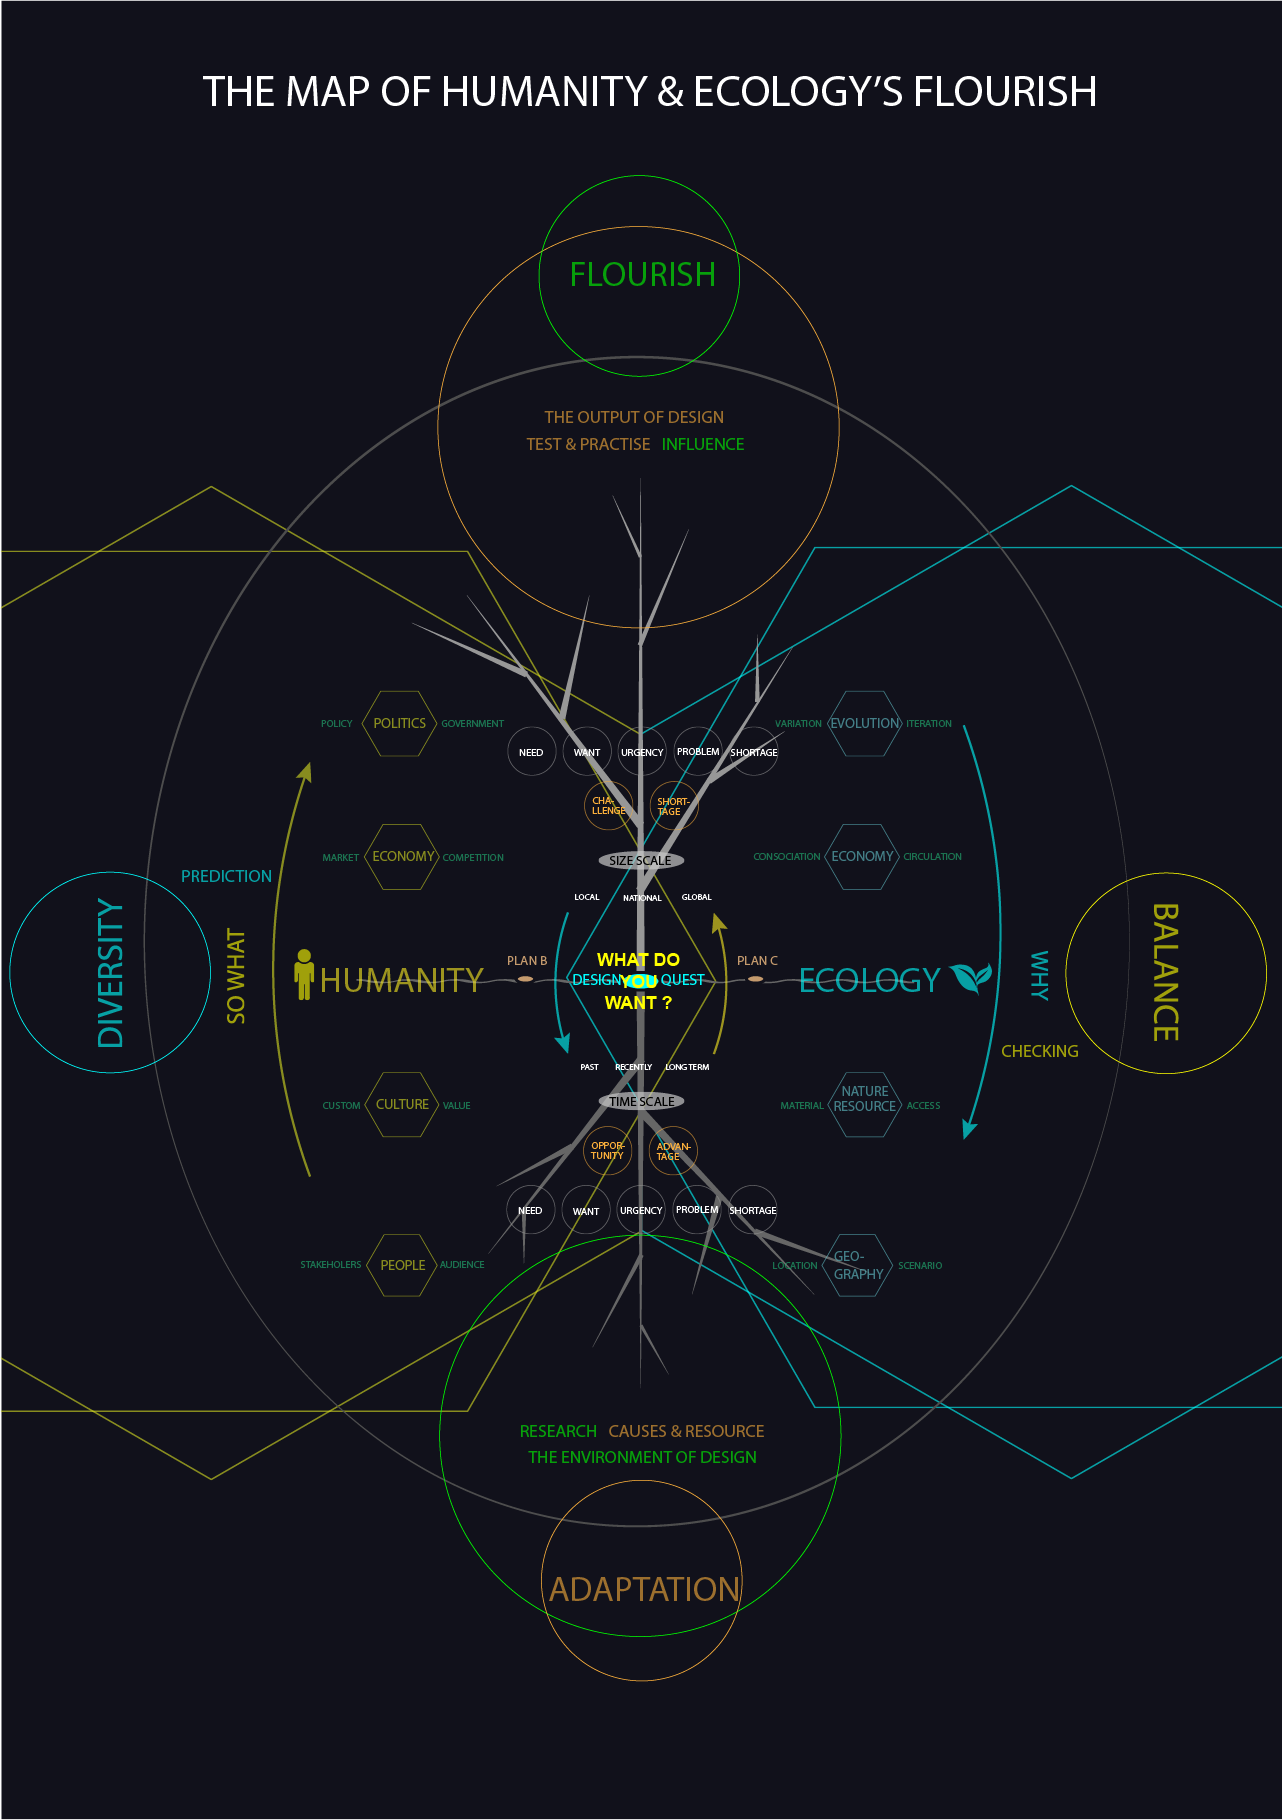 THE MAP OF HUMANITY & ECOLOGY'S FLOURISH
FLOURISH
THE OUTPUT OF DESIGN
TEST & PRACTISE INFLUENCE
POLICY POLITICS GOVERNMENT
VARIATION EVOLUTION ITERATION
NEED WANT URGENCY PROBLEM SHORTAGE
CHA-
LLENGE
SHORT-
TAGE
MARKET ECONOMY COMPETITION
SIZE SCALE
CONSOCIATION ECONOMY CIRCULATION
PREDICTION
LOCAL NATIONAL GLOBAL
DIVERSITY
SO WHAT
HUMANITY
PLAN B
WHAT DO
YOU
WANT ?
DESIGN QUEST
PLAN C
ECOLOGY
WHY
BALANCE
CHECKING
PAST RECENTLY LONG TERM
TIME SCALE
CUSTOM CULTURE VALUE
MATERIAL
NATURE
RESOURCE
ACCESS
OPPOR-
TUNITY
ADVAN-
TAGE
NEED WANT URGENCY PROBLEM SHORTAGE
STAKEHOLERS PEOPLE AUDIENCE
LOCATION
GEO-
GRAPHY
SCENARIO
RESEARCH CAUSES & RESOURCE
THE ENVIRONMENT OF DESIGN
ADAPTATION